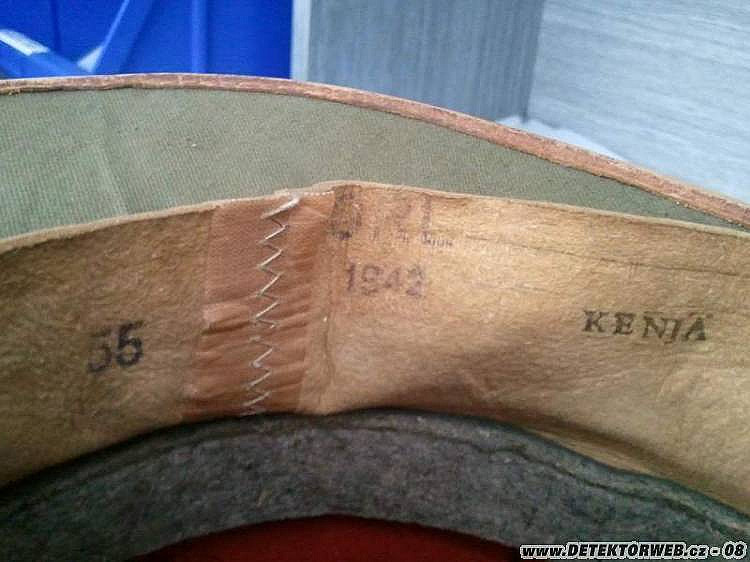 1942
KENJA
55
www.DETEKTORWEB.cz - 08